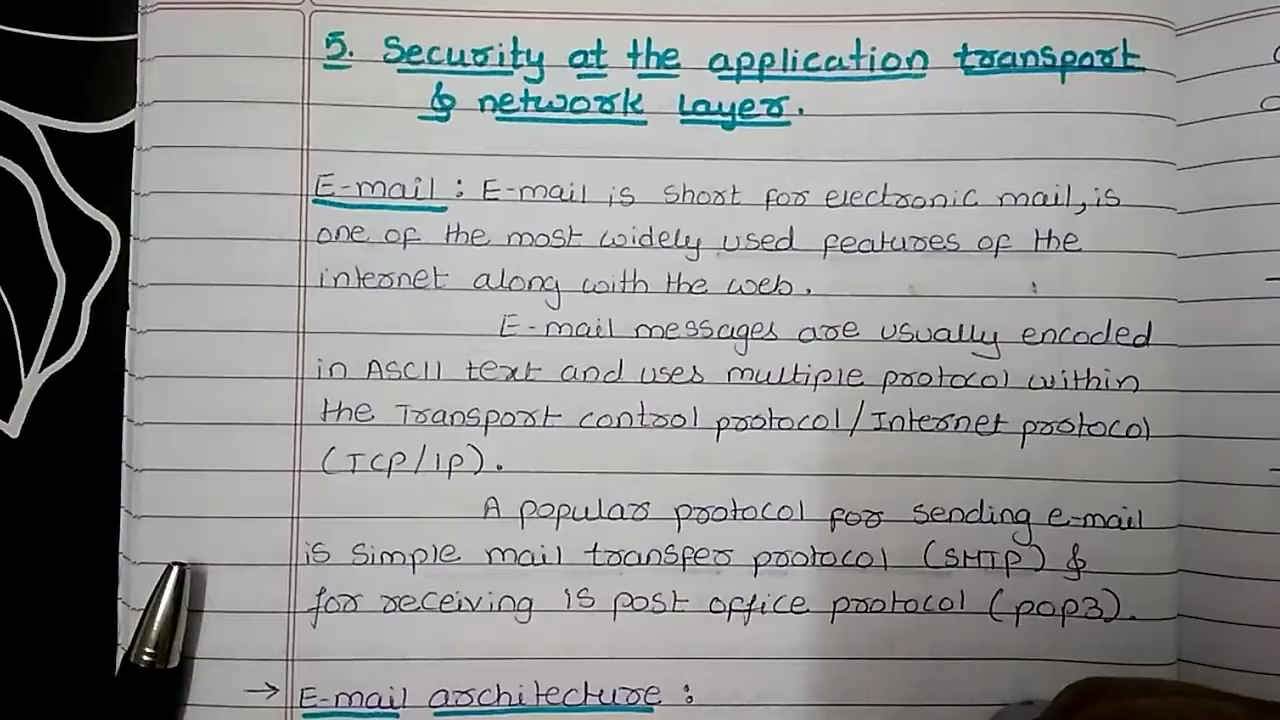 5. Security at the application transport
& network Layer.
E-mail : E-mail is short for electronic mail, is
one of the most widely used features of the
internet along with the web.
E-mail messages are usually encoded
in ASCII text and uses multiple protocol within
the Transport control protocol/Internet protocol
(TCP/IP).
A popular protocol for sending e-mail
is simple mail transfer protocol (SMTP) &
for receiving is post office protocol (pop3).
→ E-mail architecture :